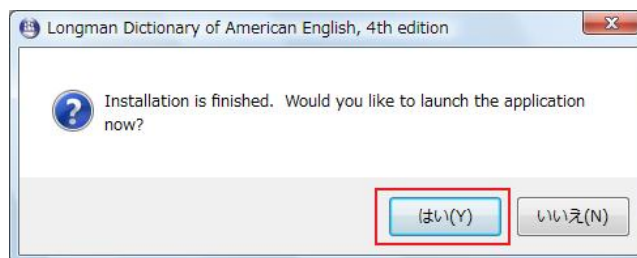 Longman Dictionary of American English, 4th edition
Installation is finished. Would you like to launch the application
now?
はい(Y) いいえ(N)